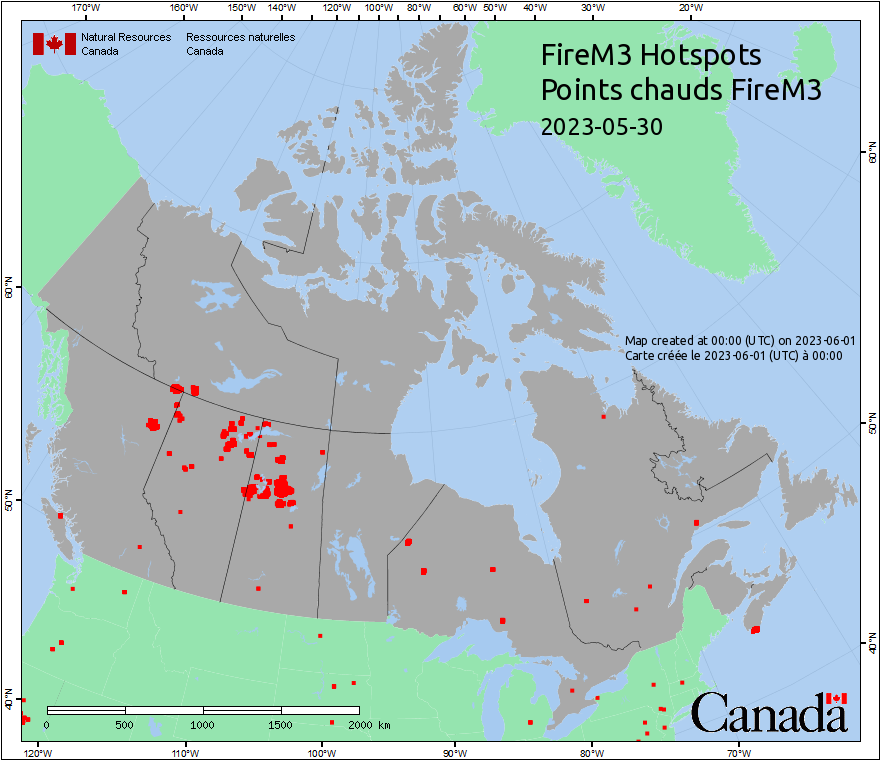 170°W 160°W 150°W 140°W 130°W 120°W 110°W 100°W 90°W 80°W 70°W 60°W 50°W 40°W 30°W 20°W
Natural Resources Ressources naturelles
Canada Canada
FireM3 Hotspots
Points chauds FireM3
2023-05-30
60°N
60°N
Map created at 00:00 (UTC) on 2023-06-01
Carte créée le 2023-06-01 (UTC) à 00:00
50°N
50°N
40°N
40°N
Canada
0 500 1000 1500 2000 km
120°W 110°W 100°W 90°W 80°W 70°W